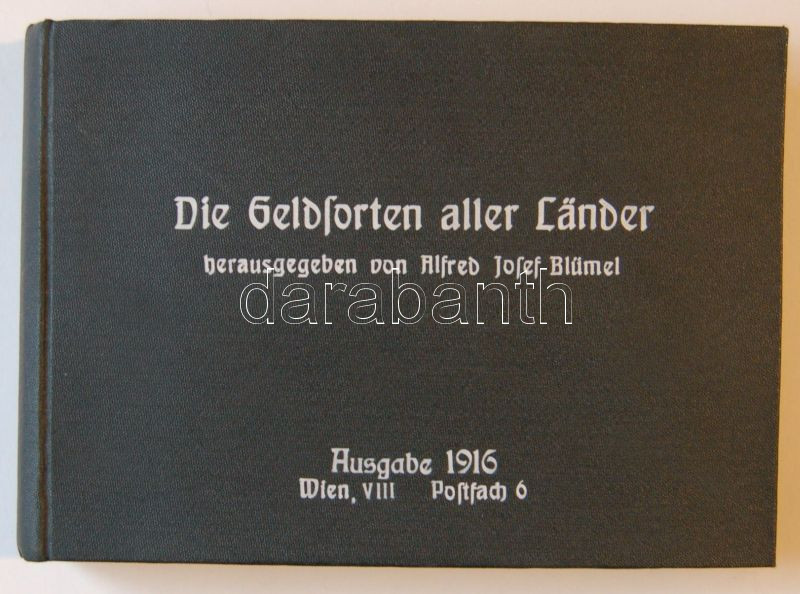 Die Geldſorten aller Länder
herausgegeben von Alfred Joſef-Blümel
darabanth
Ausgabe 1916
Wien, VIII Poſtfach 6